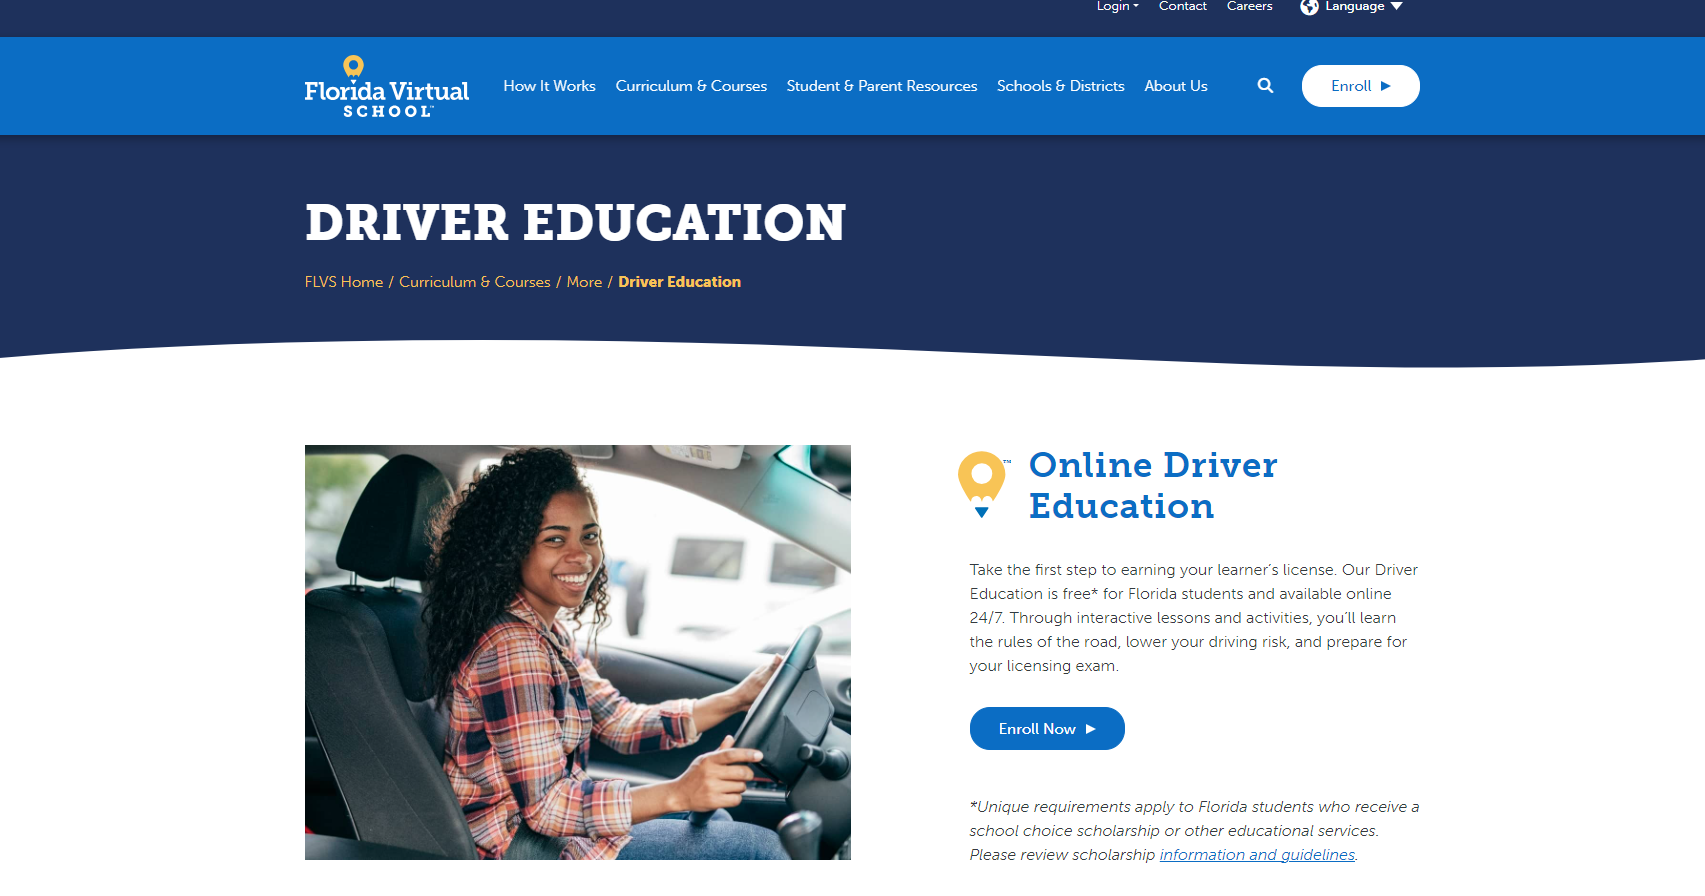 Login Contact Careers Language
Florida Virtual
SCHOOL™
How It Works Curriculum & Courses Student & Parent Resources Schools & Districts About Us Enroll
DRIVER EDUCATION
FLVS Home / Curriculum & Courses / More / Driver Education
™ Online Driver
Education
Take the first step to earning your learner's license. Our Driver
Education is free* for Florida students and available online
24/7. Through interactive lessons and activities, you'll learn
the rules of the road, lower your driving risk, and prepare for
your licensing exam.
Enroll Now
*Unique requirements apply to Florida students who receive a
school choice scholarship or other educational services.
Please review scholarship information and guidelines.